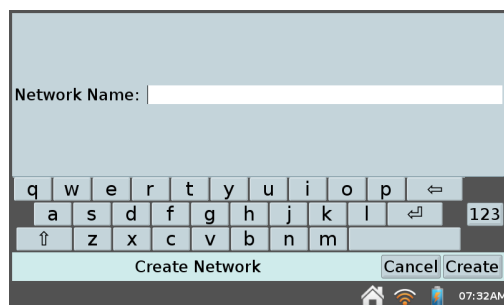 Network Name:
q w e r t y u i o p ⇦
a s d f g h j k l ⏎ 123
⇧ z x c v b n m
Create Network Cancel Create
07:32AM